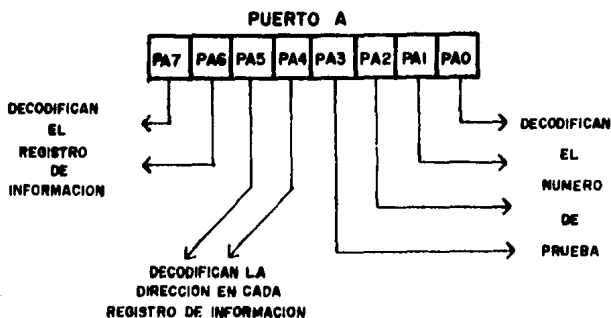 PUERTO A
PA7 PA6 PA5 PA4 PA3 PA2 PA1 PA0
DECODIFICAN
EL
REGISTRO
DE
INFORMACION
DECODIFICAN
EL
NUMERO
DE
PRUEBA
DECODIFICAN LA
DIRECCION EN CADA
REGISTRO DE INFORMACION